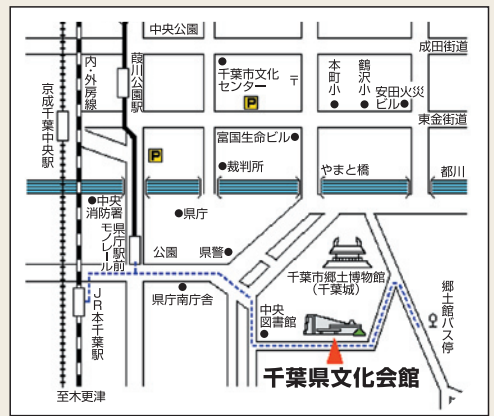 中央公園
成田街道
内・外房線
葭川公園駅
千葉市文化
センター
〒
P
本町小
鶴沢小
安田火災
ビル
京成千葉中央駅
東金街道
富国生命ビル
P
裁判所
やまと橋
都川
中央
消防署
県庁
県庁駅前
モノレール
公園
県警
千葉市郷土博物館
(千葉城)
県庁南庁舎
中央
図書館
郷土館バス停
JR本千葉駅
千葉県文化会館
至木更津